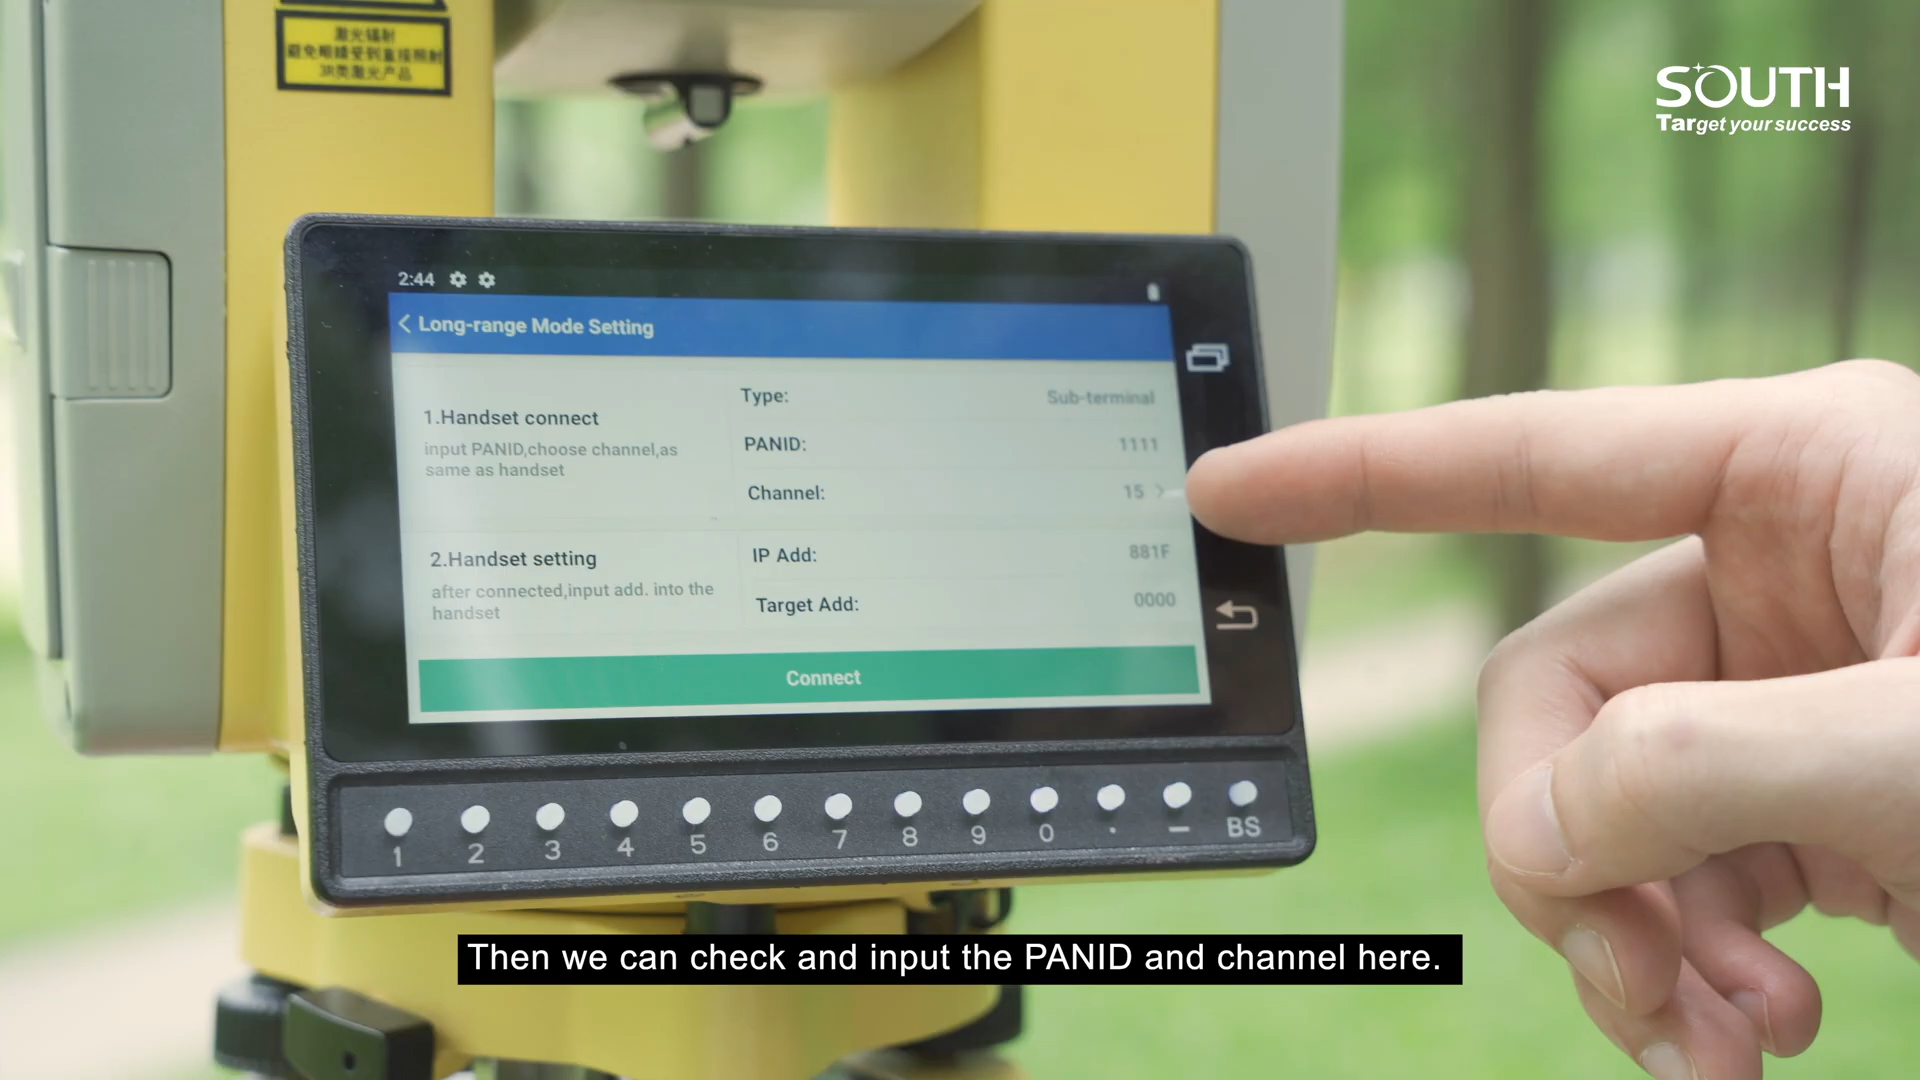 激光辐射
避免眼睛受到直接照射
3R类激光产品
SOUTH
Target your success
2:44
Long-range Mode Setting
1.Handset connect
input PANID,choose channel,as
same as handset
Type: Sub-terminal
PANID: 1111
Channel: 15
2.Handset setting
after connected,input add. into the
handset
IP Add: 881F
Target Add: 0000
Connect
1 2 3 4 5 6 7 8 9 0 . — BS
Then we can check and input the PANID and channel here.